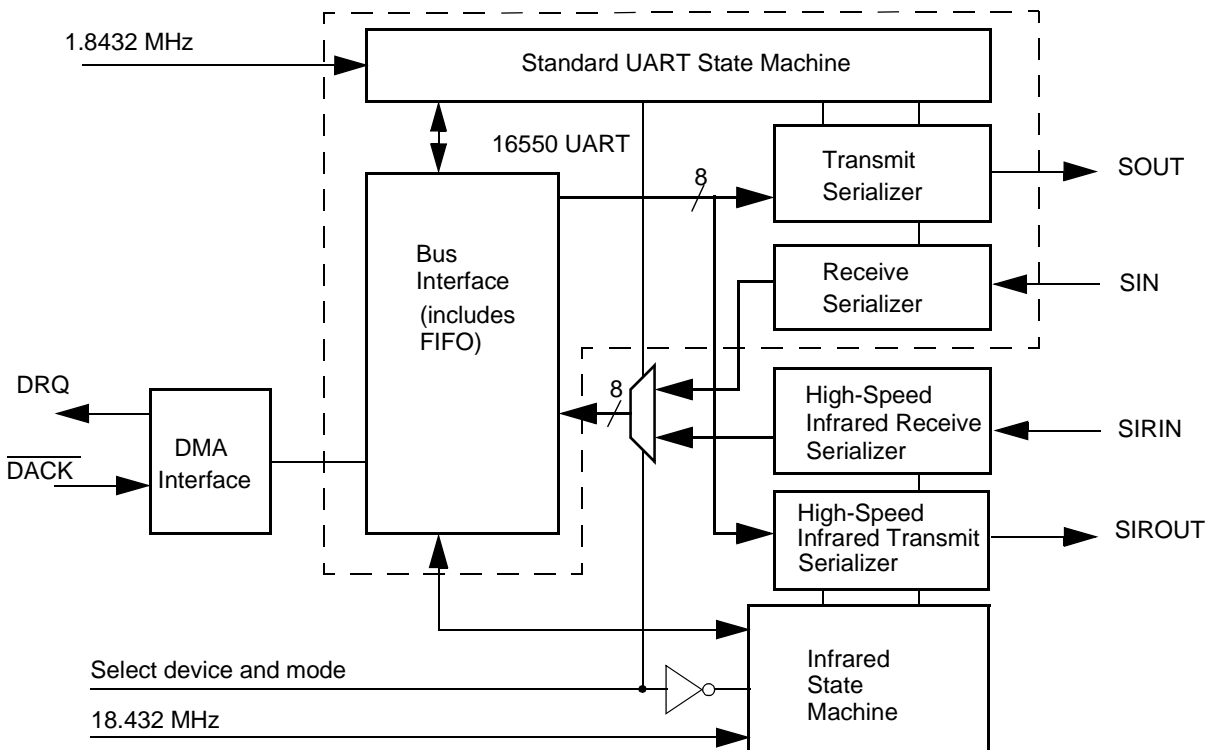 1.8432 MHz
Standard UART State Machine
16550 UART
Transmit
Serializer
SOUT
8
Bus
Interface
(includes
FIFO)
Receive
Serializer
SIN
8
High-Speed
Infrared Receive
Serializer
SIRIN
DRQ
DACK
DMA
Interface
High-Speed
Infrared Transmit
Serializer
SIROUT
Select device and mode
18.432 MHz
Infrared
State
Machine